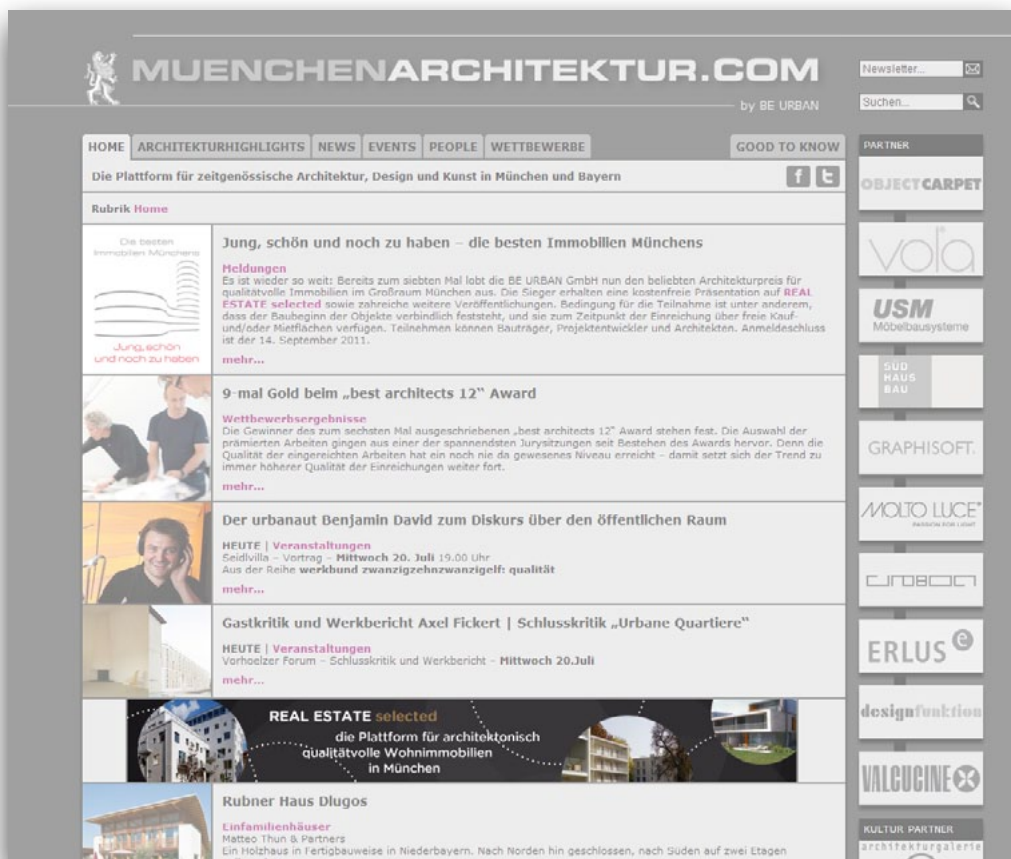 MUENCHENARCHITEKTUR.COM
by BE URBAN
Newsletter...
Suchen...
HOME ARCHITEKTURHIGHLIGHTS NEWS EVENTS PEOPLE WETTBEWERBE GOOD TO KNOW
Die Plattform für zeitgenössische Architektur, Design und Kunst in München und Bayern
Rubrik Home
Die besten
Immobilien Münchens
Jung, schön
und noch zu haben
Jung, schön und noch zu haben – die besten Immobilien Münchens
Meldungen
Es ist wieder so weit: Bereits zum siebten Mal lobt die BE URBAN GmbH nun den beliebten Architekturpreis für
qualitätvolle Immobilien im Großraum München aus. Die Sieger erhalten eine kostenfreie Präsentation auf REAL
ESTATE selected sowie zahreiche weitere Veröffentlichungen. Bedingung für die Teilnahme ist unter anderem,
dass der Baubeginn der Objekte verbindlich feststeht, und sie zum Zeitpunkt der Einreichung über freie Kauf-
und/oder Mietflächen verfügen. Teilnehmen können Bauträger, Projektentwickler und Architekten. Anmeldeschluss
ist der 14. September 2011.
mehr...
9-mal Gold beim „best architects 12“ Award
Wettbewerbsergebnisse
Die Gewinner des zum sechsten Mal ausgeschriebenen „best architects 12“ Award stehen fest. Die Auswahl der
prämierten Arbeiten gingen aus einer der spannendsten Jurysitzungen seit Bestehen des Awards hervor. Denn die
Qualität der eingereichten Arbeiten hat ein noch nie da gewesenes Niveau erreicht – damit setzt sich der Trend zu
immer höherer Qualität der Einreichungen weiter fort.
mehr...
Der urbanaut Benjamin David zum Diskurs über den öffentlichen Raum
HEUTE | Veranstaltungen
Seidlvilla – Vortrag – Mittwoch 20. Juli 19.00 Uhr
Aus der Reihe werkbund zwanzigzehnzwanzigelf: qualität
mehr...
Gastkritik und Werkbericht Axel Fickert | Schlusskritik „Urbane Quartiere“
HEUTE | Veranstaltungen
Vorhoelzer Forum – Schlusskritik und Werkbericht – Mittwoch 20.Juli
mehr...
REAL ESTATE selected
die Plattform für architektonisch
qualitätvolle Wohnimmobilien
in München
Rubner Haus Dlugos
Einfamilienhäuser
Matteo Thun & Partners
Ein Holzhaus in Fertigbauweise in Niederbayern. Nach Norden hin geschlossen, nach Süden auf zwei Etagen
PARTNER
OBJECT CARPET
vola
USM
Möbelbausysteme
SÜD
HAUS
BAU
GRAPHISOFT.
MOLTO LUCE
PASSION FOR LIGHT
ERLUS e
designfunktion
VALCUCINE
KULTUR PARTNER
architekturgalerie